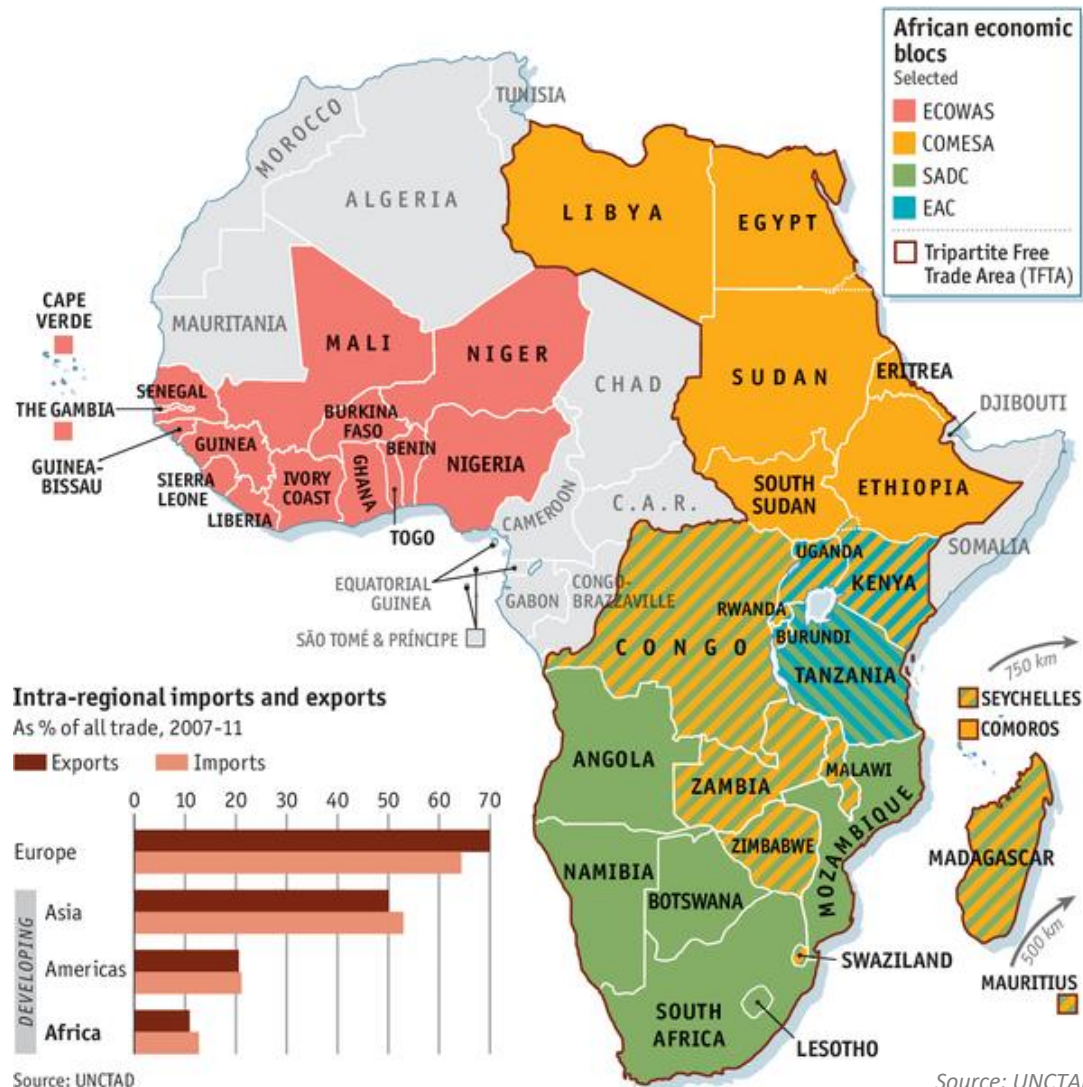 African economic
blocs
Selected
ECOWAS
COMESA
SADC
EAC
Tripartite Free
Trade Area (TFTA)
TUNISIA
MOROCCO
ALGERIA
LIBYA
EGYPT
CAPE
VERDE
MAURITANIA
MALI
NIGER
CHAD
SUDAN
ERITREA
DJIBOUTI
SENEGAL
THE GAMBIA
GUINEA-
BISSAU
GUINEA
SIERRA
LEONE
LIBERIA
IVORY
COAST
BURKINA
FASO
GHANA
BENIN
TOGO
NIGERIA
CAMEROON
C.A.R.
SOUTH
SUDAN
ETHIOPIA
SOMALIA
EQUATORIAL
GUINEA
GABON
CONGO-
BRAZZAVILLE
SÃO TOMÉ & PRÍNCIPE
CONGO
UGANDA
KENYA
RWANDA
BURUNDI
TANZANIA
750 km
SEYCHELLES
COMOROS
ANGOLA
ZAMBIA
MALAWI
MOZAMBIQUE
ZIMBABWE
NAMIBIA
BOTSWANA
MADAGASCAR
500 km
MAURITIUS
SWAZILAND
SOUTH
AFRICA
LESOTHO
Intra-regional imports and exports
As % of all trade, 2007-11
Exports Imports
0 10 20 30 40 50 60 70
Europe
DEVELOPING
Asia
Americas
Africa
Source: UNCTAD
Source: UNCTA